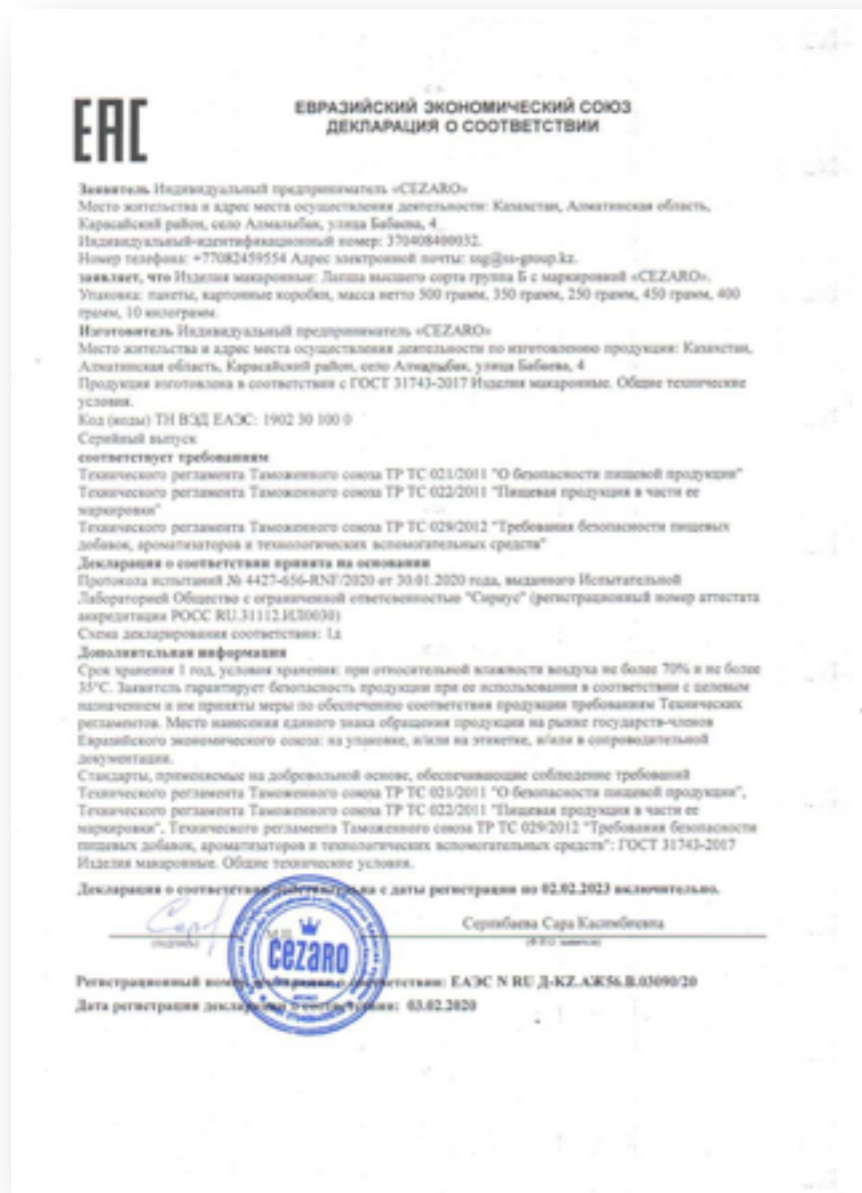 EAC
ЕВРАЗИЙСКИЙ ЭКОНОМИЧЕСКИЙ СОЮЗ
ДЕКЛАРАЦИЯ О СООТВЕТСТВИИ
Заявитель Индивидуальный предприниматель «CEZARO»
Место жительства и адрес места осуществления деятельности: Казахстан, Алматинская область,
Карасайский район, село Алмалыбак, улица Бабаева, 4
Индивидуальный-идентификационный номер: 370408400032.
Номер телефона: +77082459554 Адрес электронной почты: ssg@ss-group.kz.
заявляет, что Изделия макаронные: Лапша высшего сорта группа Б с маркировкой «CEZARO».
Упаковка: пакеты, картонные коробки, масса нетто 500 грамм, 350 грамм, 250 грамм, 450 грамм, 400
грамм, 10 килограмм.
Изготовитель Индивидуальный предприниматель «CEZARO»
Место жительства и адрес места осуществления деятельности по изготовлению продукции: Казахстан,
Алматинская область, Карасайский район, село Алмалыбак, улица Бабаева, 4
Продукция изготовлена в соответствии с ГОСТ 31743-2017 Изделия макаронные. Общие технические
условия.
Код (коды) ТН ВЭД ЕАЭС: 1902 30 100 0
Серийный выпуск
соответствует требованиям
Технического регламента Таможенного союза ТР ТС 021/2011 "О безопасности пищевой продукции"
Технического регламента Таможенного союза ТР ТС 022/2011 "Пищевая продукция в части ее
маркировки"
Технического регламента Таможенного союза ТР ТС 029/2012 "Требования безопасности пищевых
добавок, ароматизаторов и технологических вспомогательных средств"
Декларация о соответствии принята на основании
Протокола испытаний № 4427-656-RNF/2020 от 30.01.2020 года, выданного Испытательной
Лабораторией Общество с ограниченной ответсвенностью "Сириус" (регистрационный номер аттестата
аккредитации РОСС RU.31112.ИЛ0030)
Схема декларирования соответствия: 1д
Дополнительная информация
Срок хранения 1 год, условия хранения: при относительной влажности воздуха не более 70% и не более
35°С. Заявитель гарантирует безопасность продукции при ее использовании в соответствии с целевым
назначением и им приняты меры по обеспечению соответствия продукции требованиям Технических
регламентов. Место нанесения единого знака обращения продукции на рынке государств-членов
Евразийского экономического союза: на упаковке, и/или на этикетке, и/или в сопроводительной
документации.
Стандарты, применяемые на добровольной основе, обеспечивающие соблюдение требований
Технического регламента Таможенного союза ТР ТС 021/2011 "О безопасности пищевой продукции",
Технического регламента Таможенного союза ТР ТС 022/2011 "Пищевая продукция в части ее
маркировки", Технического регламента Таможенного союза ТР ТС 029/2012 "Требования безопасности
пищевых добавок, ароматизаторов и технологических вспомогательных средств": ГОСТ 31743-2017
Изделия макаронные. Общие технические условия.
Декларация о соответствии действительна с даты регистрации по 02.02.2023 включительно.
Серикбаева Сара Касимбековна
(подпись) М.П. (Ф.И.О. заявителя)
cezaro
Регистрационный номер декларации о соответствии: ЕАЭС N RU Д-KZ.АЖ56.В.03090/20
Дата регистрации декларации о соответствии: 03.02.2020